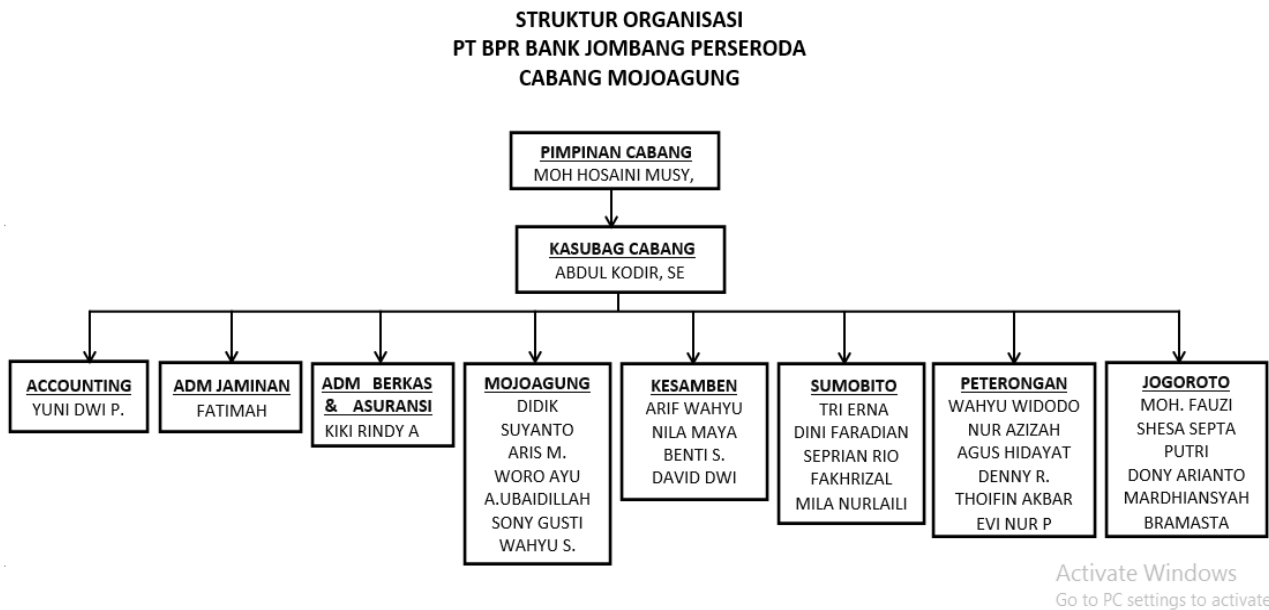 STRUKTUR ORGANISASI
PT BPR BANK JOMBANG PERSERODA
CABANG MOJOAGUNG
PIMPINAN CABANG
MOH HOSAINI MUSY,
KASUBAG CABANG
ABDUL KODIR, SE
ACCOUNTING
YUNI DWI P.
ADM JAMINAN
FATIMAH
ADM BERKAS
& ASURANSI
KIKI RINDY A
MOJOAGUNG
DIDIK
SUYANTO
ARIS M.
WORO AYU
A.UBAIDILLAH
SONY GUSTI
WAHYU S.
KESAMBEN
ARIF WAHYU
NILA MAYA
BENTI S.
DAVID DWI
SUMOBITO
TRI ERNA
DINI FARADIAN
SEPRIAN RIO
FAKHRIZAL
MILA NURLAILI
PETERONGAN
WAHYU WIDODO
NUR AZIZAH
AGUS HIDAYAT
DENNY R.
THOIFIN AKBAR
EVI NUR P
JOGOROTO
MOH. FAUZI
SHESA SEPTA
PUTRI
DONY ARIANTO
MARDHIANSYAH
BRAMASTA
Activate Windows
Go to PC settings to activate